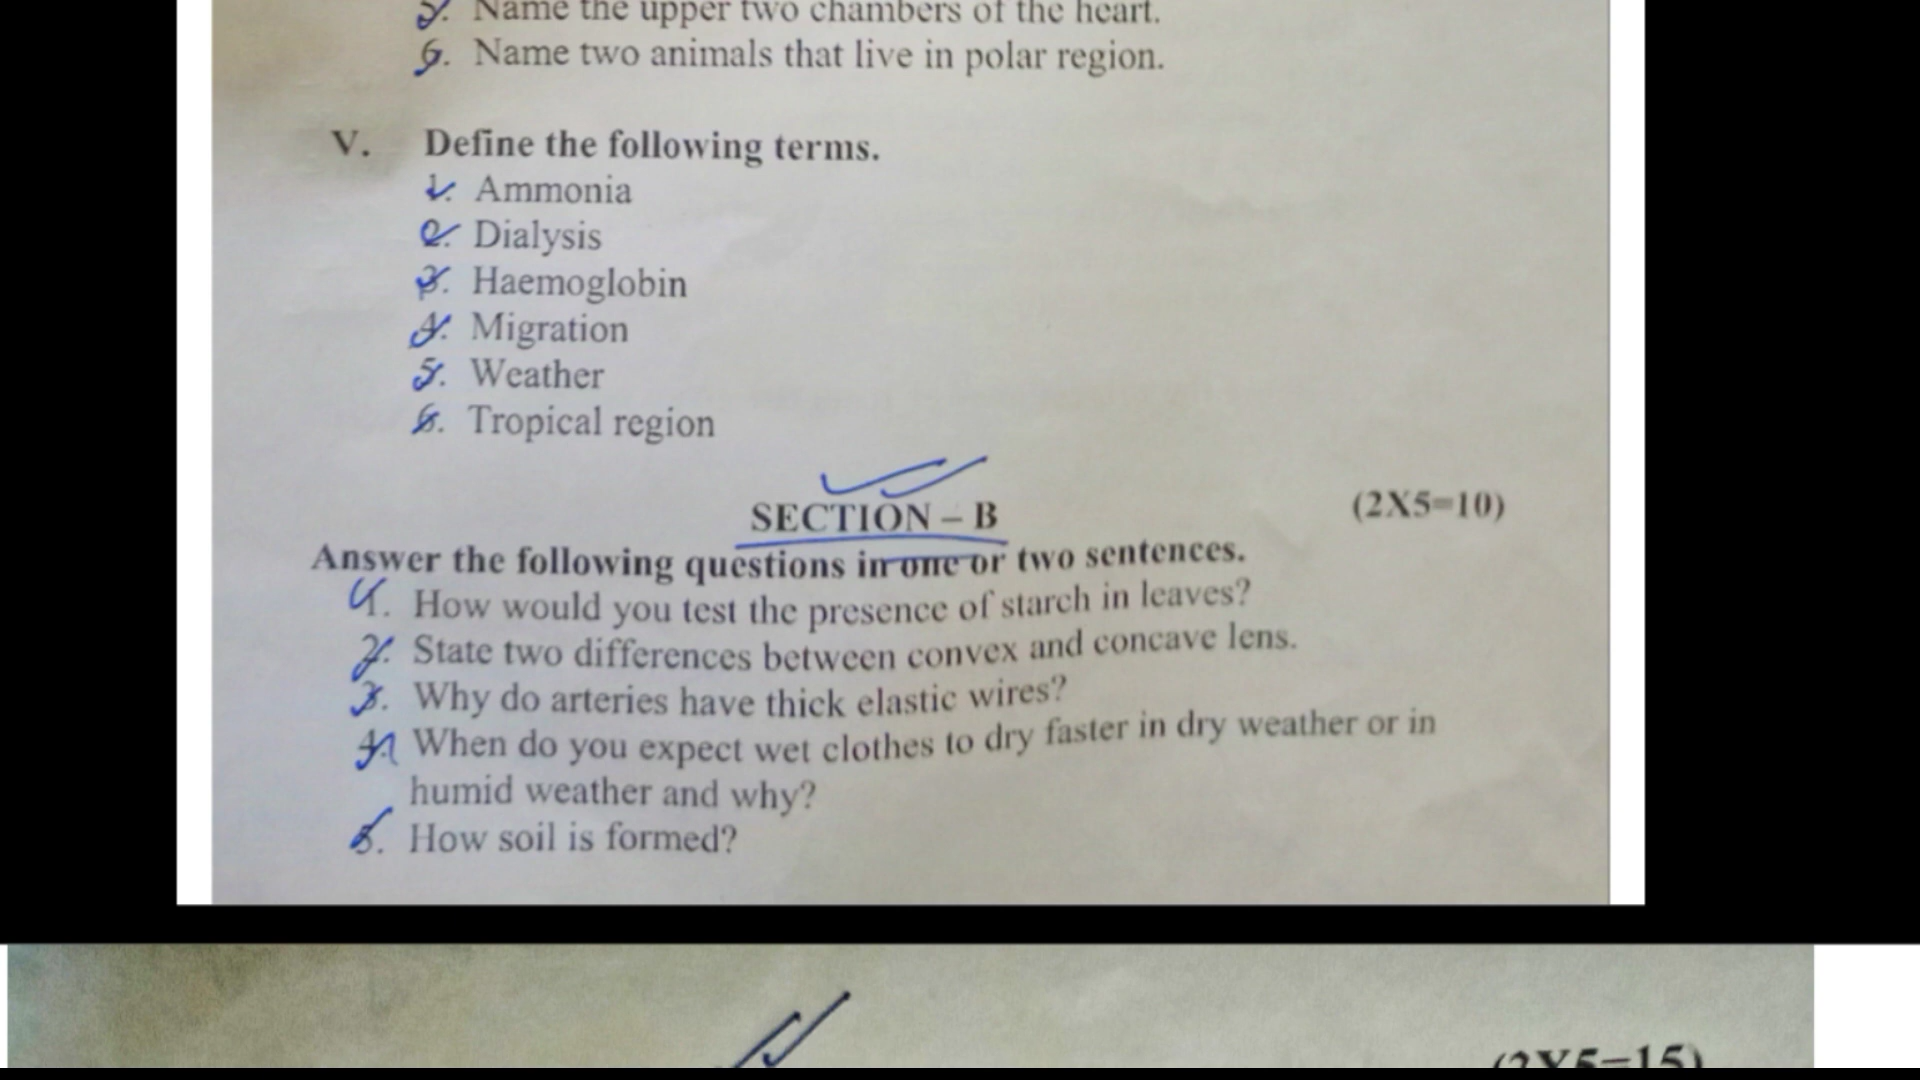 5. Name the upper two chambers of the heart.
6. Name two animals that live in polar region.
V. Define the following terms.
1. Ammonia
2. Dialysis
3. Haemoglobin
4. Migration
5. Weather
6. Tropical region
SECTION – B
(2X5=10)
Answer the following questions in one or two sentences.
1. How would you test the presence of starch in leaves?
2. State two differences between convex and concave lens.
3. Why do arteries have thick elastic wires?
4. When do you expect wet clothes to dry faster in dry weather or in
humid weather and why?
5. How soil is formed?